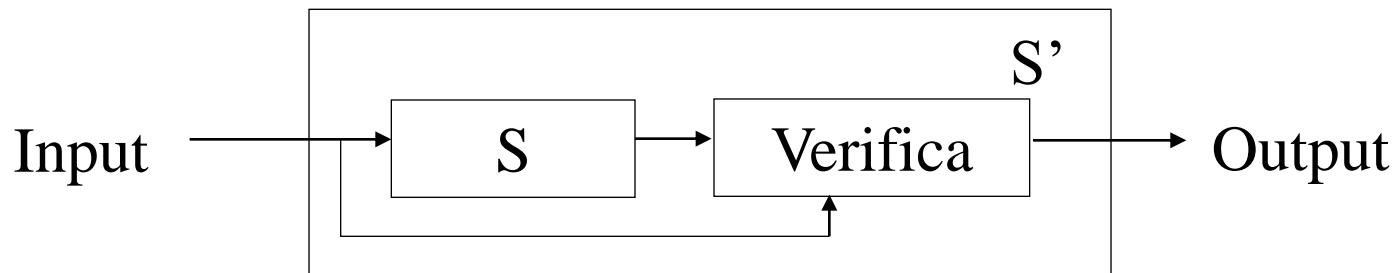 S’
Input
S
Verifica
Output